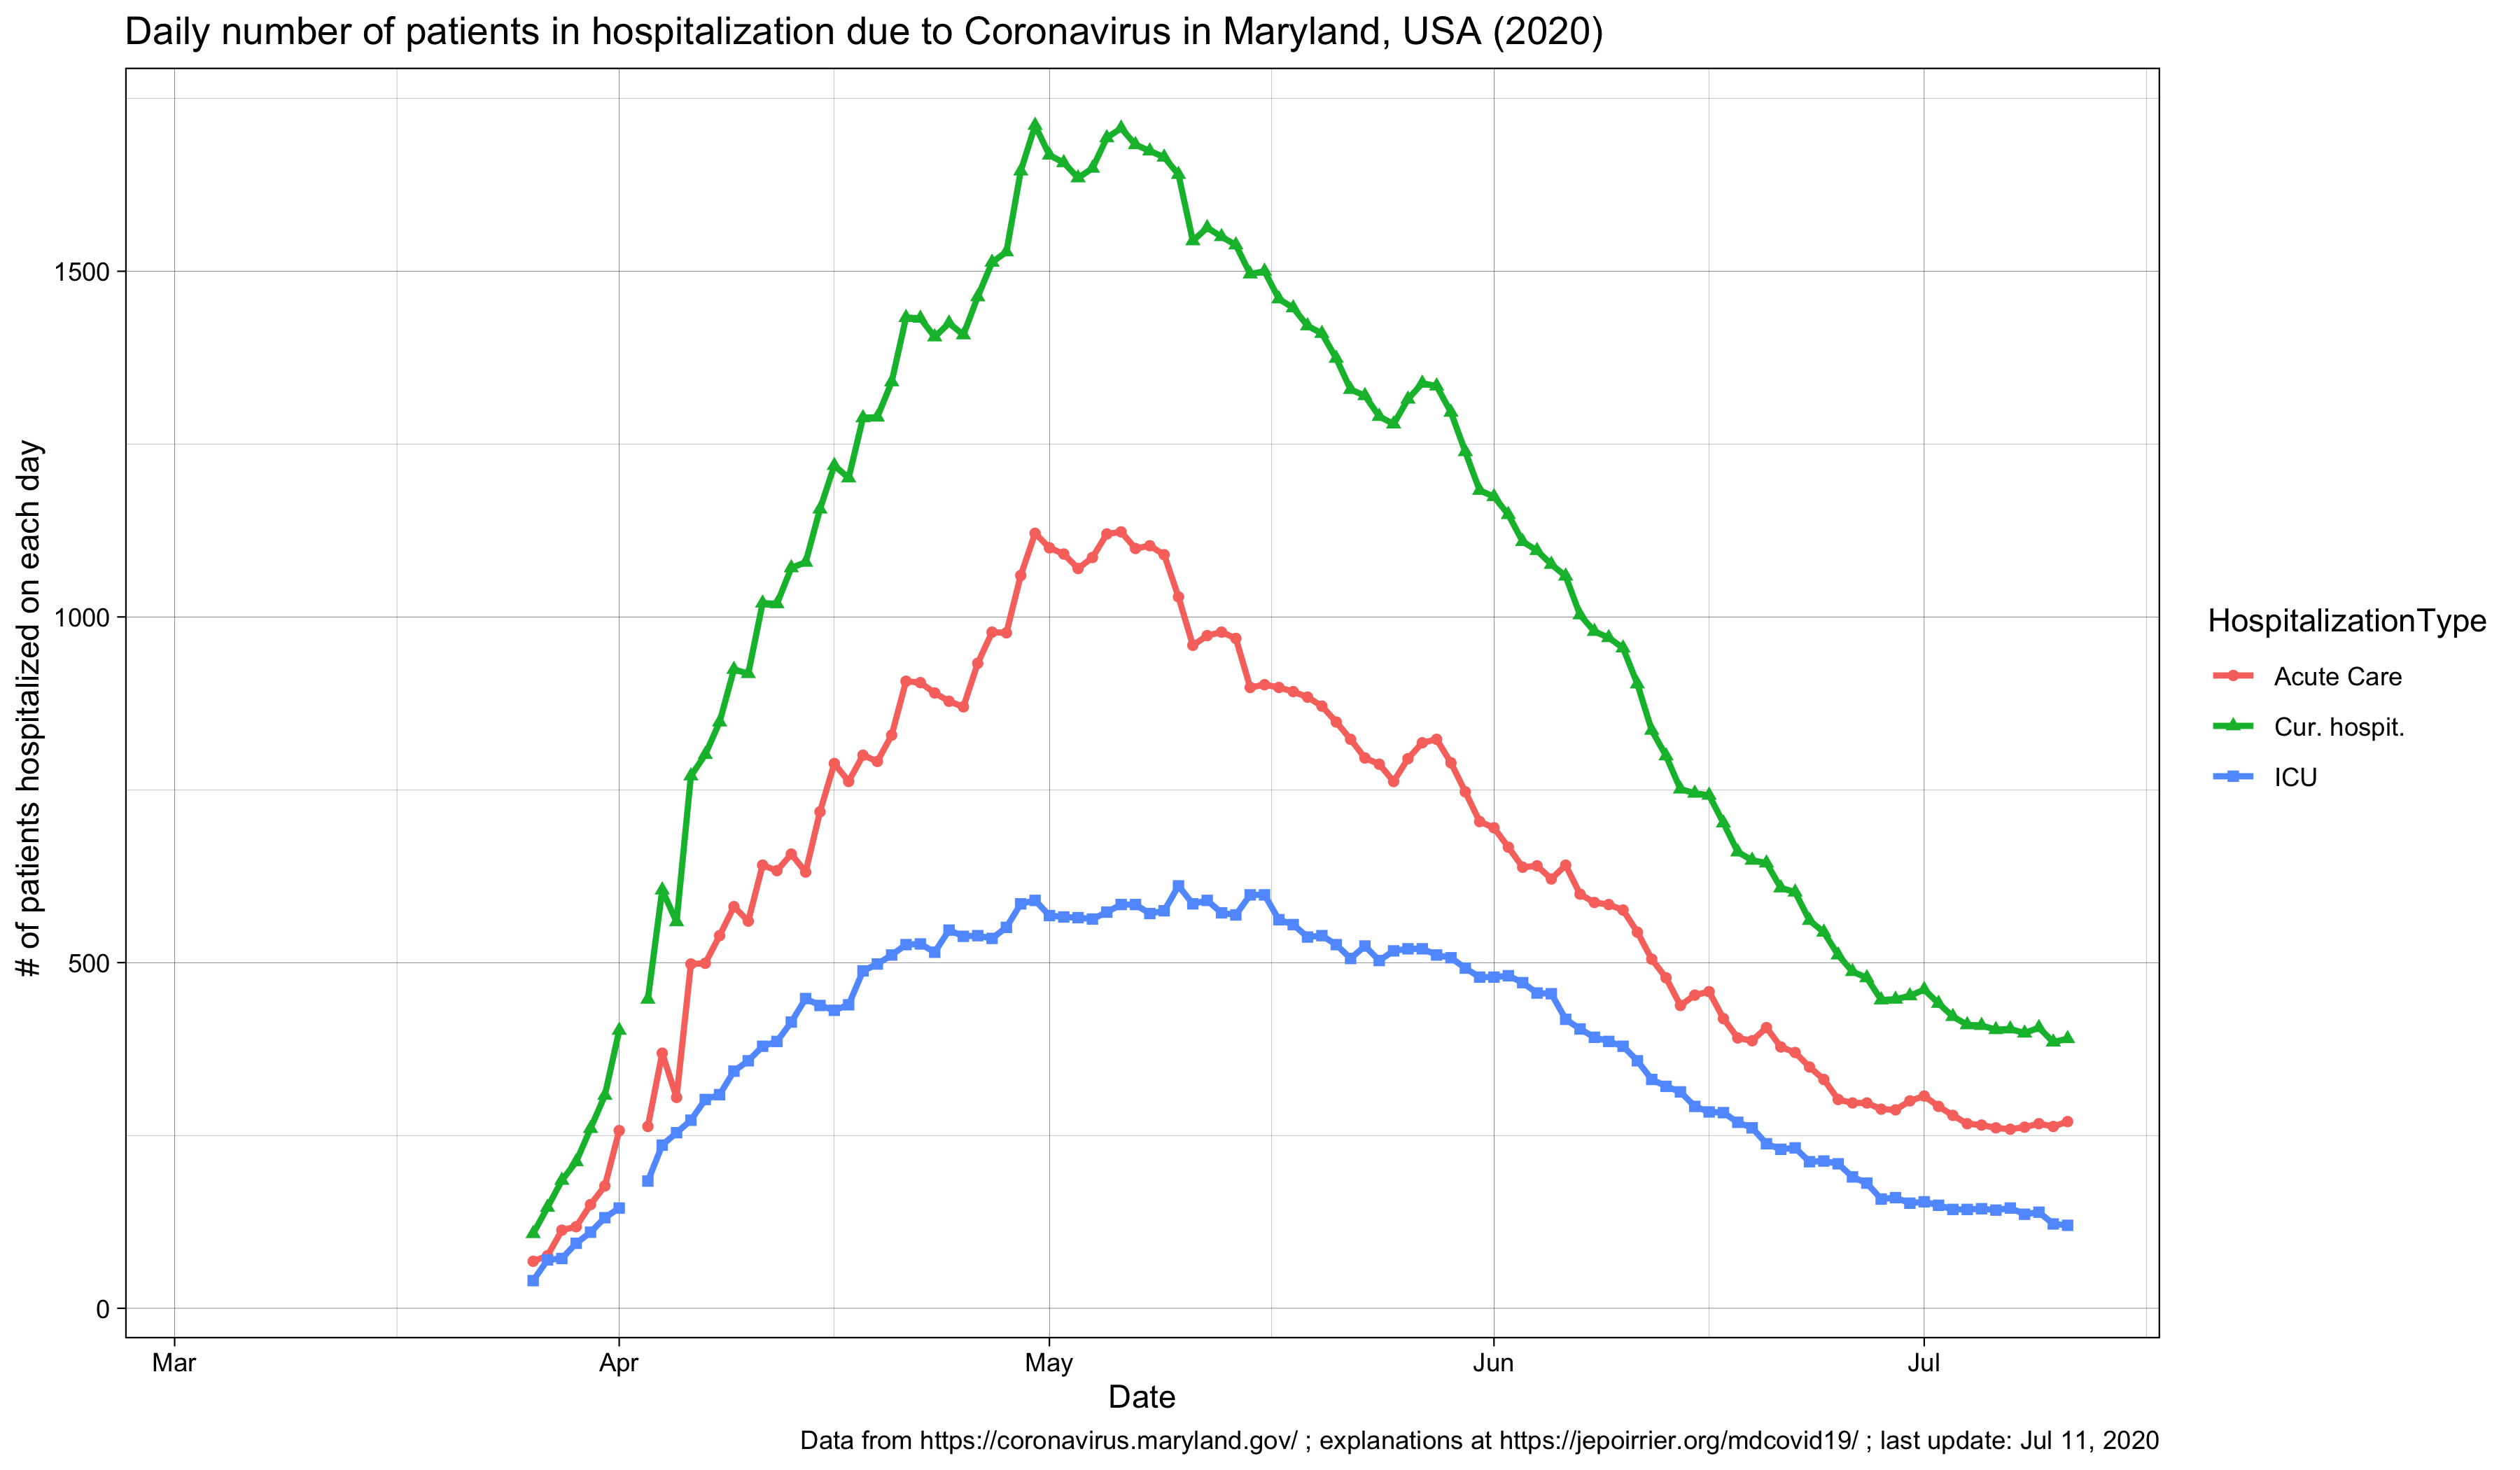 Daily number of patients in hospitalization due to Coronavirus in Maryland, USA (2020)
# of patients hospitalized on each day
1500
1000
500
0
Mar Apr May Jun Jul
Date
HospitalizationType
Acute Care
Cur. hospit.
ICU
Data from https://coronavirus.maryland.gov/ ; explanations at https://jepoirrier.org/mdcovid19/ ; last update: Jul 11, 2020